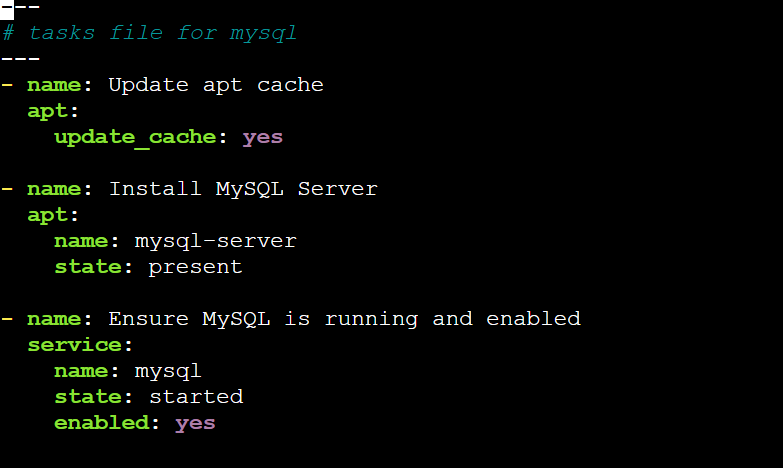 ---
# tasks file for mysql
---
- name: Update apt cache
  apt:
    update_cache: yes

- name: Install MySQL Server
  apt:
    name: mysql-server
    state: present

- name: Ensure MySQL is running and enabled
  service:
    name: mysql
    state: started
    enabled: yes